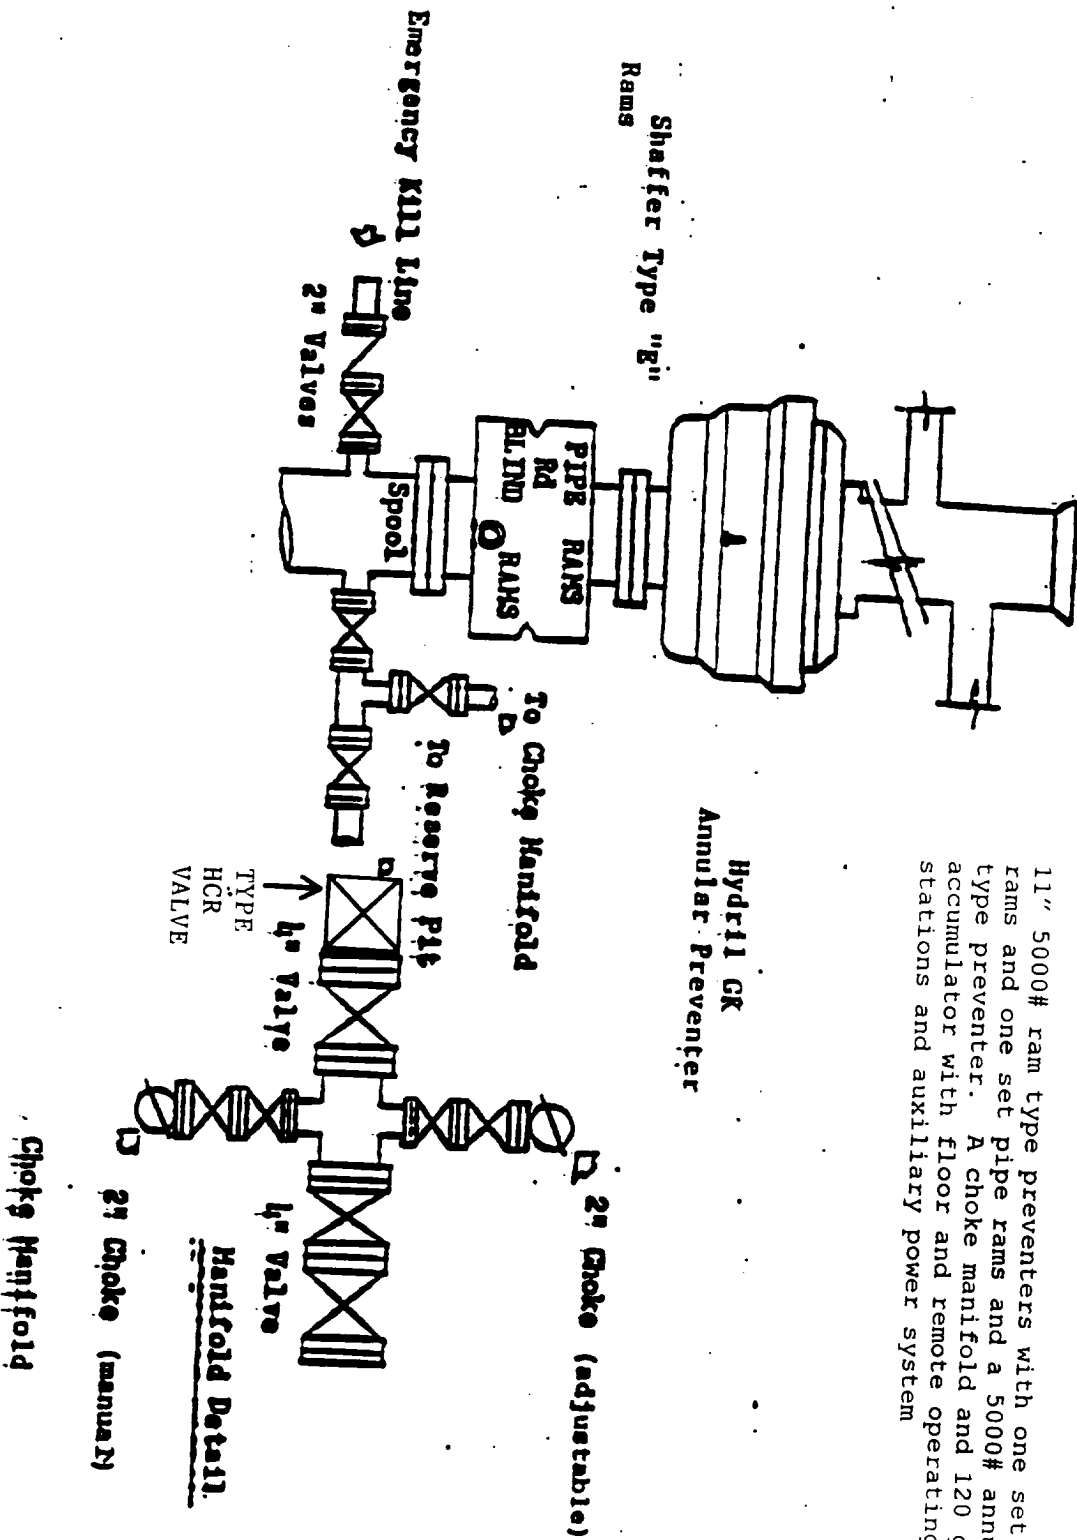 11" 5000# ram type preventers with one set
rams and one set pipe rams and a 5000#
type preventer. A choke manifold and 120
accumulator with floor and remote operating
stations and auxiliary power system
Hydril GK
Annular Preventer
Shaffer Type "E"
Rams
PIPE RAMS
Rd
BLIND RAMS
Spool
Emergency Kill Line
2" Valves
To Choke Manifold
To Reserve Pit
TYPE
HCR
VALVE
4" Valve
4" Valve
2" Choke (adjustable)
2" Choke (manual)
Manifold Detail
Choke Manifold